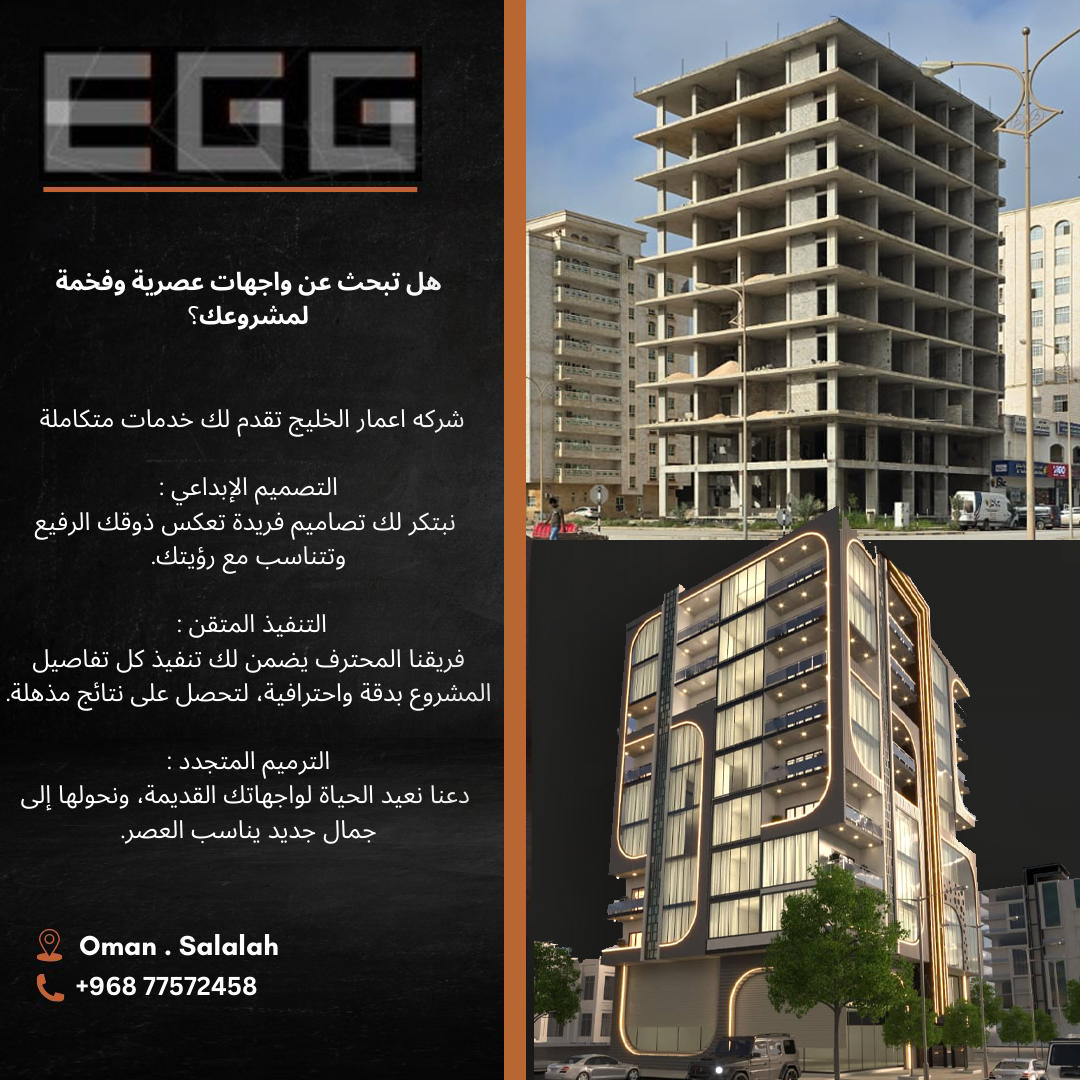 EGG
هل تبحث عن واجهات عصرية وفخمة
لمشروعك؟
شركه اعمار الخليج تقدم لك خدمات متكاملة
التصميم الإبداعي :
نبتكر لك تصاميم فريدة تعكس ذوقك الرفيع
وتتناسب مع رؤيتك.
التنفيذ المتقن :
فريقنا المحترف يضمن لك تنفيذ كل تفاصيل
المشروع بدقة واحترافية، لتحصل على نتائج مذهلة.
الترميم المتجدد :
دعنا نعيد الحياة لواجهاتك القديمة، ونحولها إلى
جمال جديد يناسب العصر.
Oman . Salalah
+968 77572458